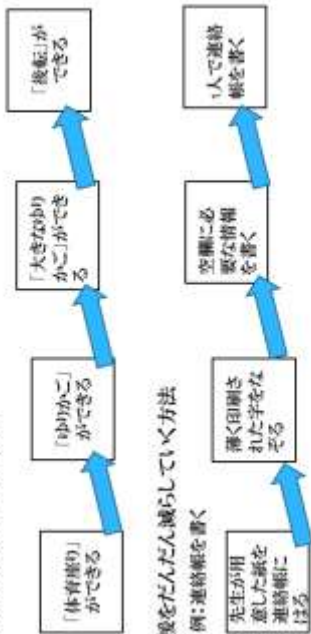 「体育座り」
ができる
「ゆりかご」
ができる
「大きなゆり
かご」ができ
る
「後転」が
できる
をだんだん減らしていく方法
例:連絡帳を書く
先生が用
意した紙を
連絡帳に
はる
薄く印刷さ
れた字をな
ぞる
空欄に必
要な情報
を書く
1人で連絡
帳を書く